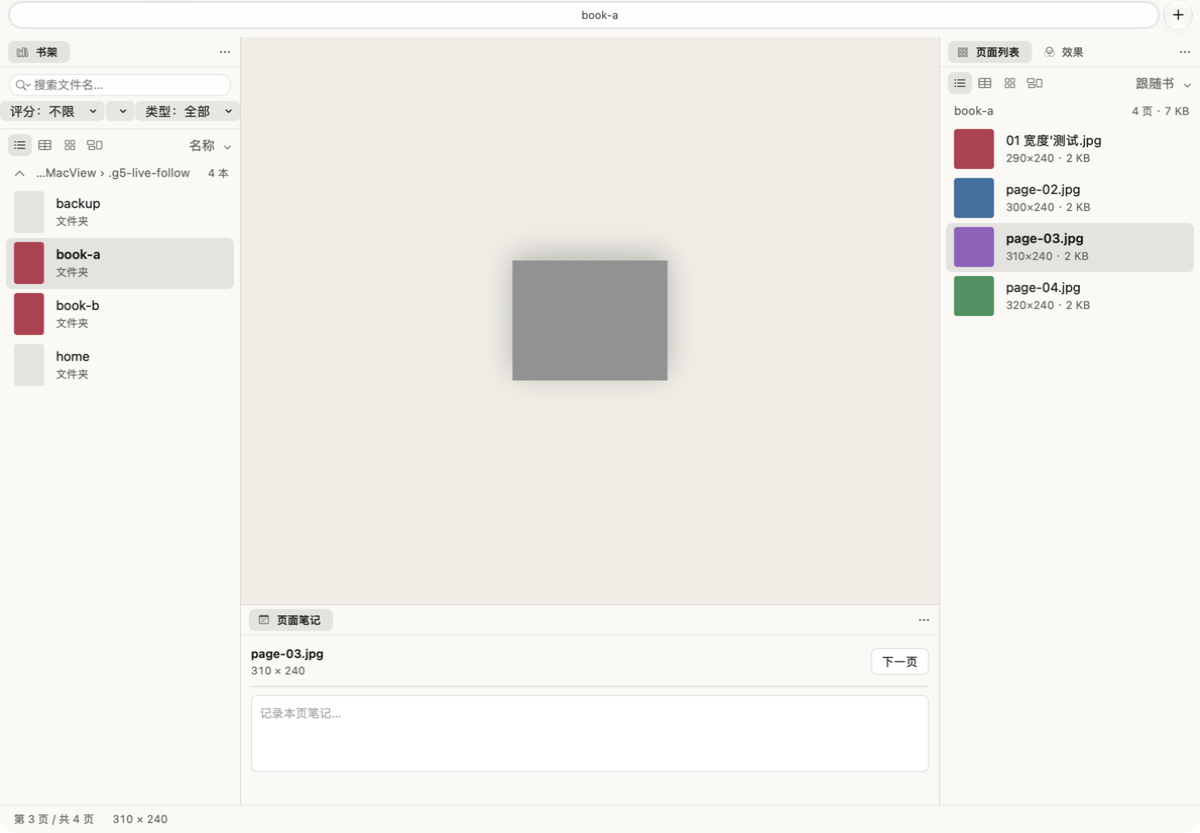 book-a
书架
搜索文件名...
评分: 不限
类型: 全部
名称
...MacView › .g5-live-follow 4 本
backup
文件夹
book-a
文件夹
book-b
文件夹
home
文件夹
页面笔记
page-03.jpg
310 × 240
下一页
记录本页笔记...
页面列表 效果
跟随书
book-a 4 页 · 7 KB
01 宽度'测试.jpg
290×240 · 2 KB
page-02.jpg
300×240 · 2 KB
page-03.jpg
310×240 · 2 KB
page-04.jpg
320×240 · 2 KB
第 3 页 / 共 4 页 310 × 240